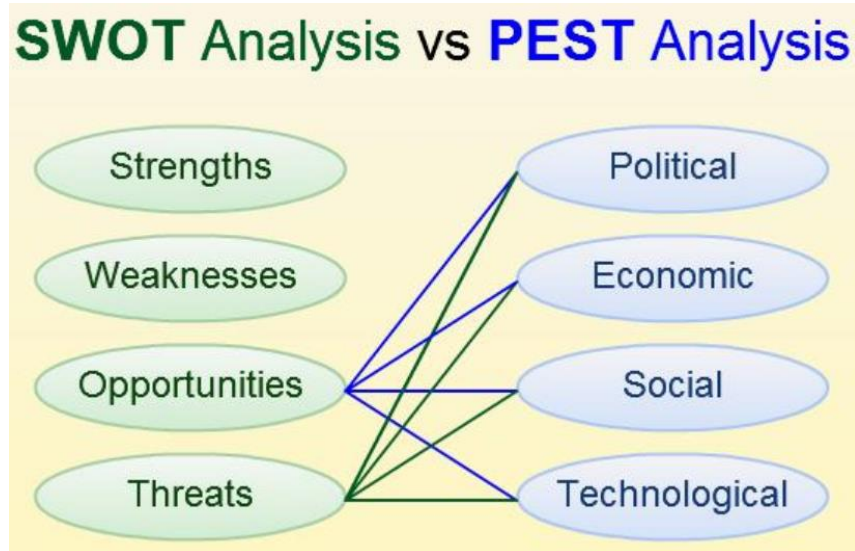 SWOT Analysis vs PEST Analysis
Strengths
Weaknesses
Opportunities
Threats
Political
Economic
Social
Technological